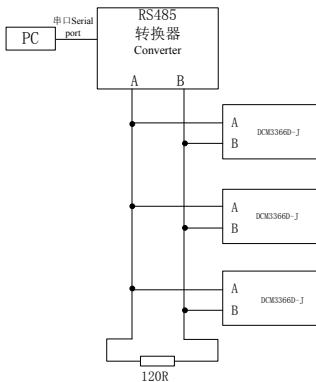 PC
串口Serial
port
RS485
转换器
Converter
A B
A
B
DCM3366D-J
A
B
DCM3366D-J
A
B
DCM3366D-J
120R